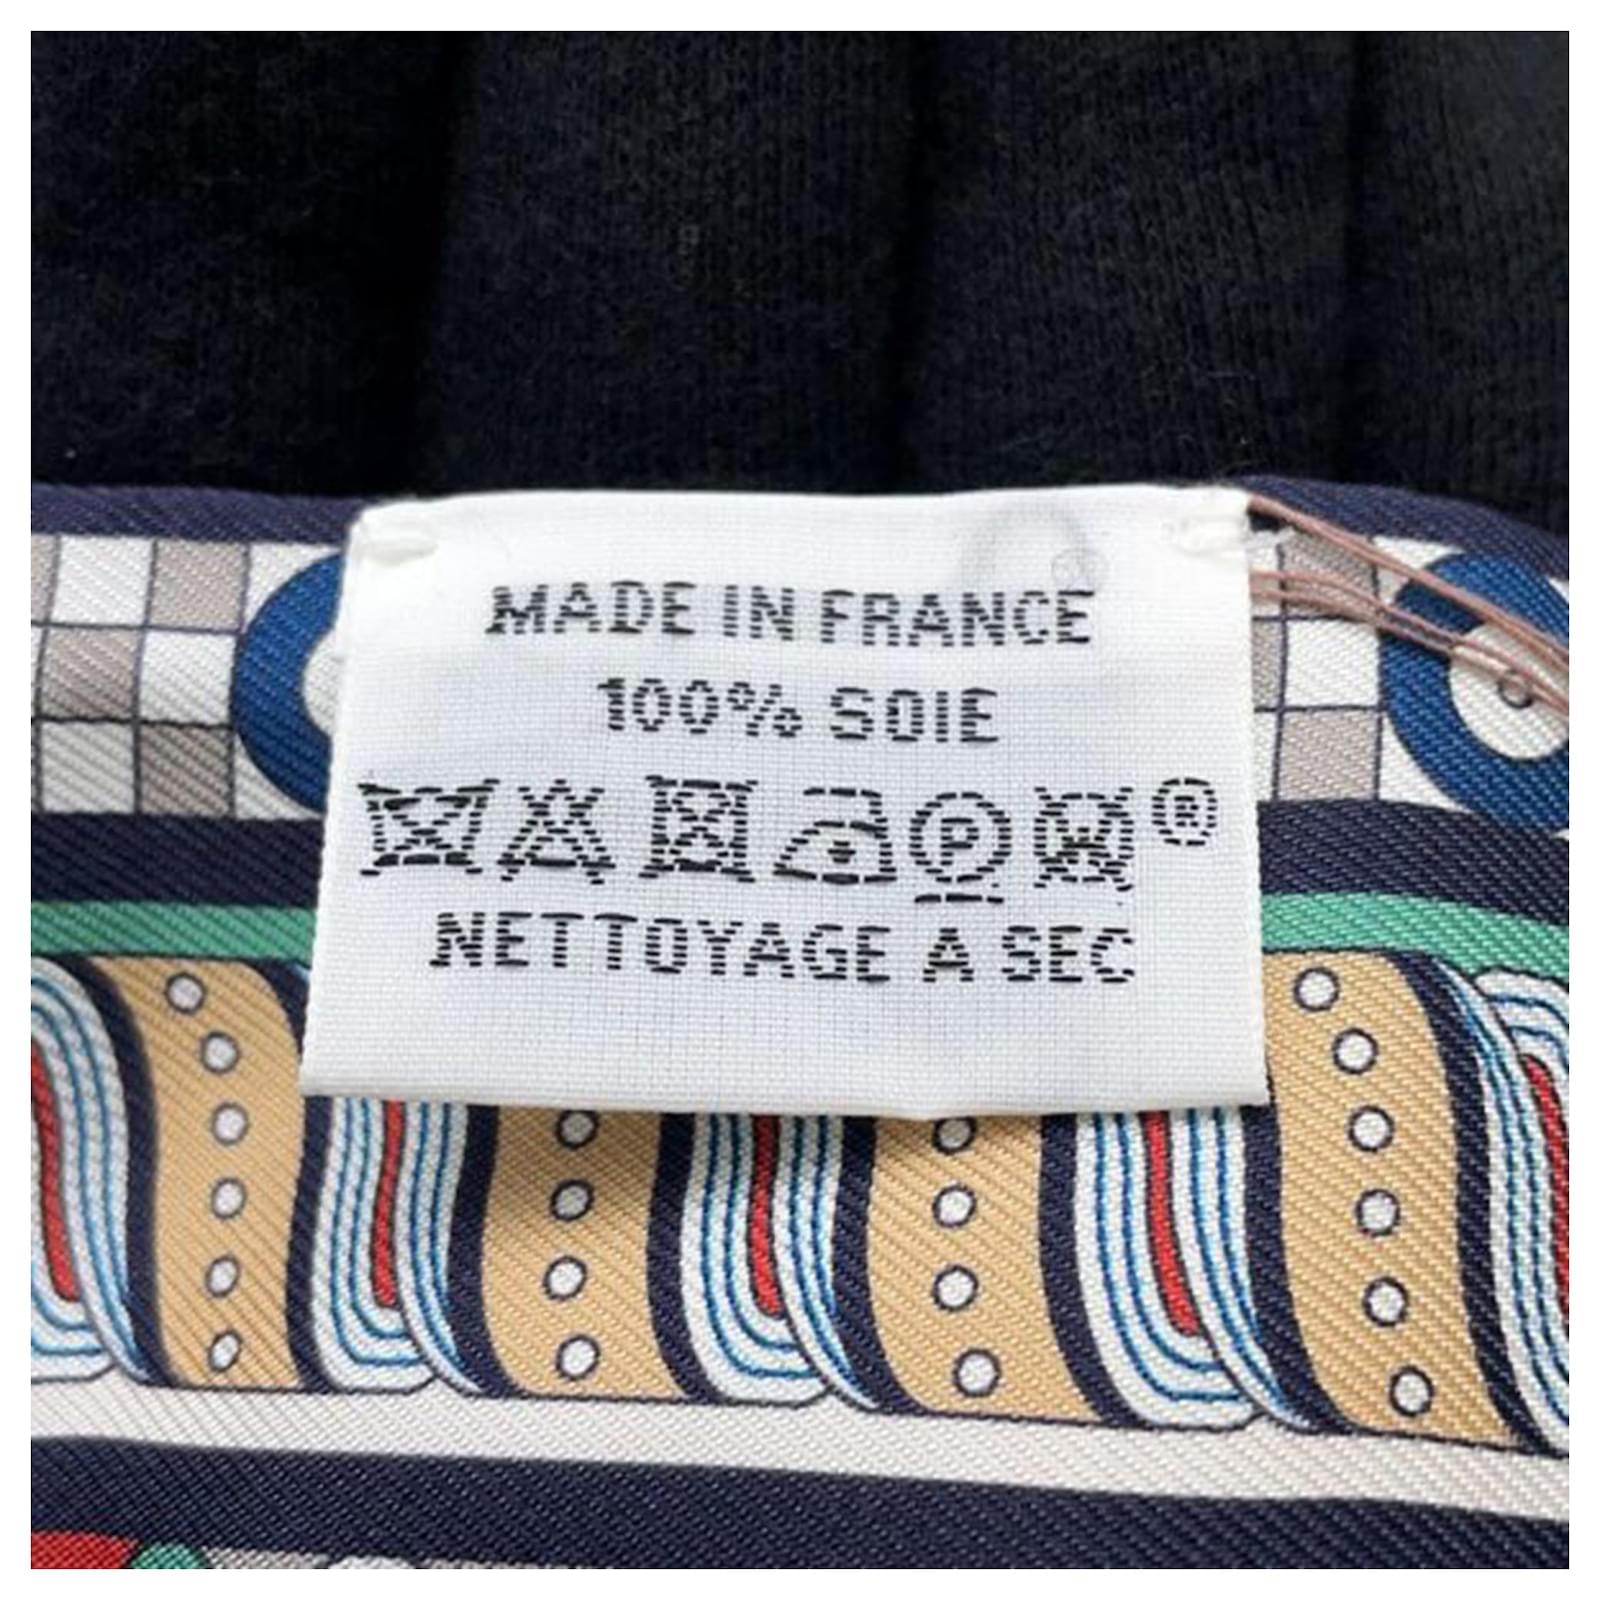 MADE IN FRANCE
100% SOIE
P W ®
NETTOYAGE A SEC